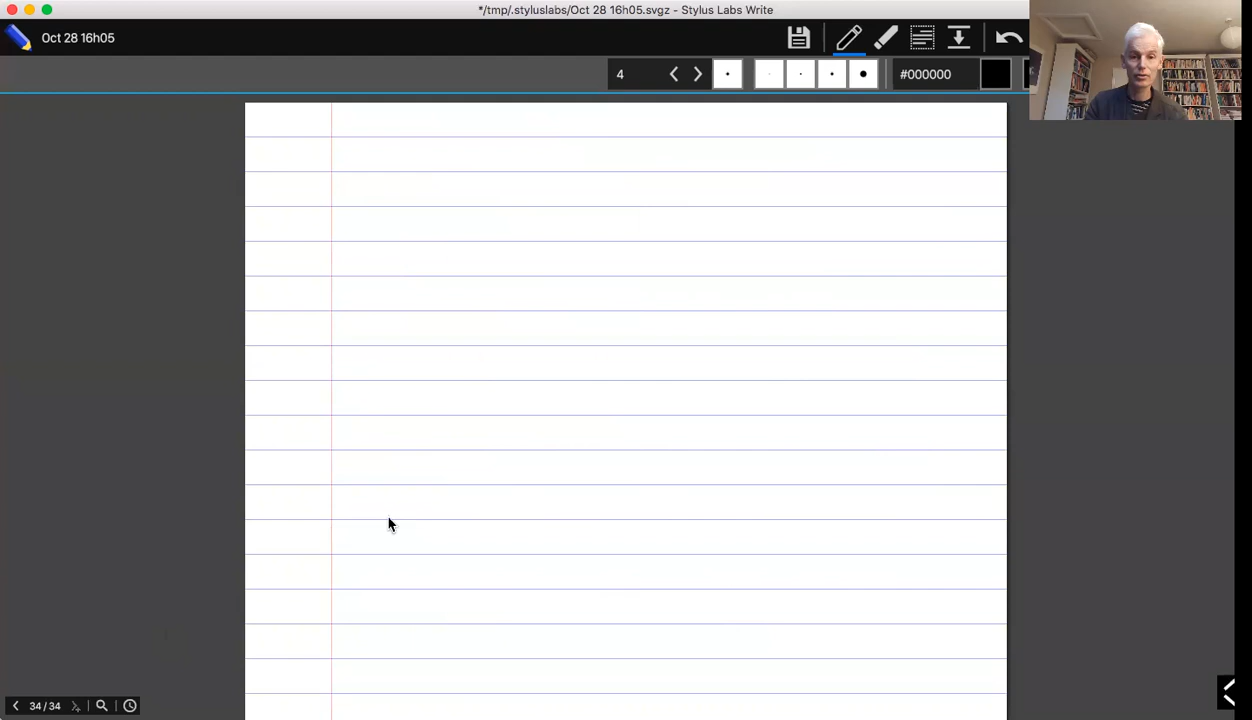 */tmp/.styluslabs/Oct 28 16h05.svgz - Stylus Labs Write
Oct 28 16h05
4
#000000
34/34